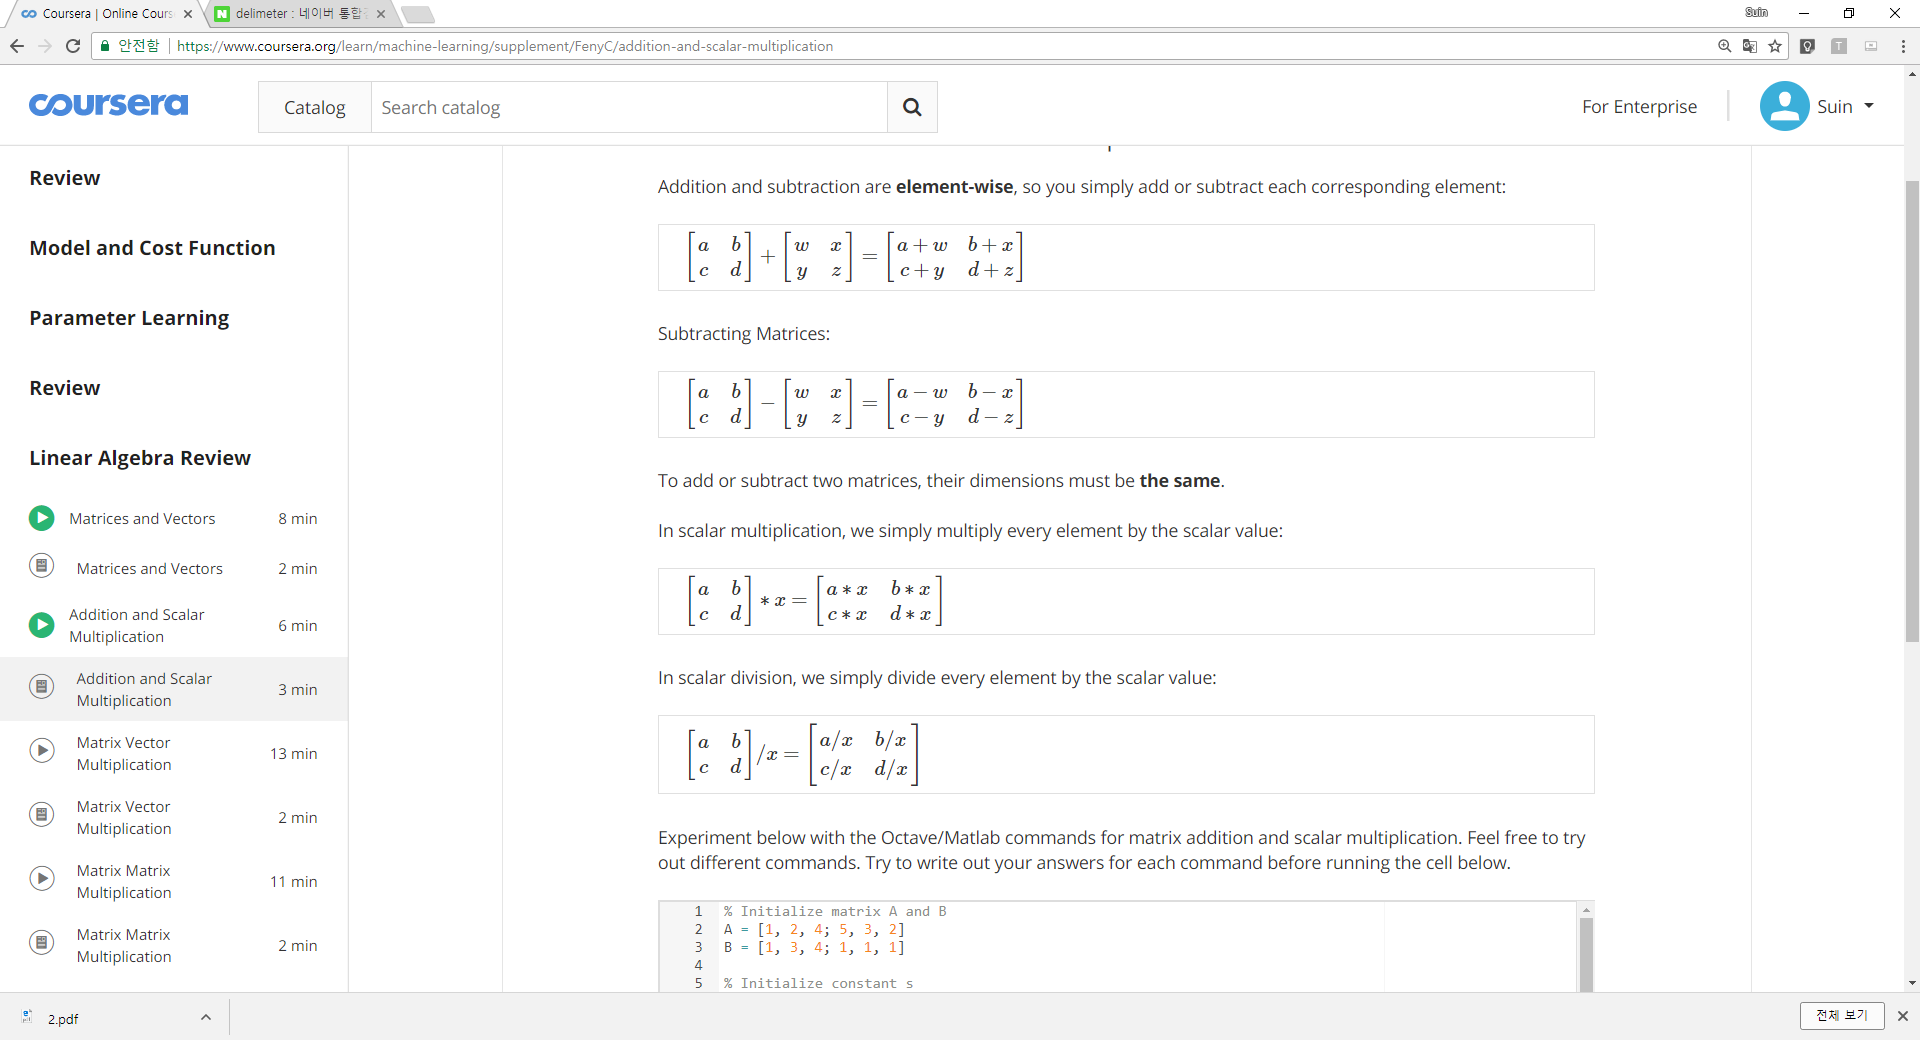 Coursera | Online Cours
delimeter : 네이버 통합
Suin
안전함
https://www.coursera.org/learn/machine-learning/supplement/FenyC/addition-and-scalar-multiplication
coursera
Catalog
Search catalog
For Enterprise
Suin
Review
Model and Cost Function
Parameter Learning
Review
Linear Algebra Review
Matrices and Vectors 8 min
Matrices and Vectors 2 min
Addition and Scalar
Multiplication
6 min
Addition and Scalar
Multiplication
3 min
Matrix Vector
Multiplication
13 min
Matrix Vector
Multiplication
2 min
Matrix Matrix
Multiplication
11 min
Matrix Matrix
Multiplication
2 min
Addition and subtraction are element-wise, so you simply add or subtract each corresponding element:
[a b; c d] + [w x; y z] = [a+w b+x; c+y d+z]
Subtracting Matrices:
[a b; c d] − [w x; y z] = [a−w b−x; c−y d−z]
To add or subtract two matrices, their dimensions must be the same.
In scalar multiplication, we simply multiply every element by the scalar value:
[a b; c d] * x = [a*x b*x; c*x d*x]
In scalar division, we simply divide every element by the scalar value:
[a b; c d] /x = [a/x b/x; c/x d/x]
Experiment below with the Octave/Matlab commands for matrix addition and scalar multiplication. Feel free to try
out different commands. Try to write out your answers for each command before running the cell below.
1 % Initialize matrix A and B
2 A = [1, 2, 4; 5, 3, 2]
3 B = [1, 3, 4; 1, 1, 1]
4
5 % Initialize constant s
2.pdf
전체 보기